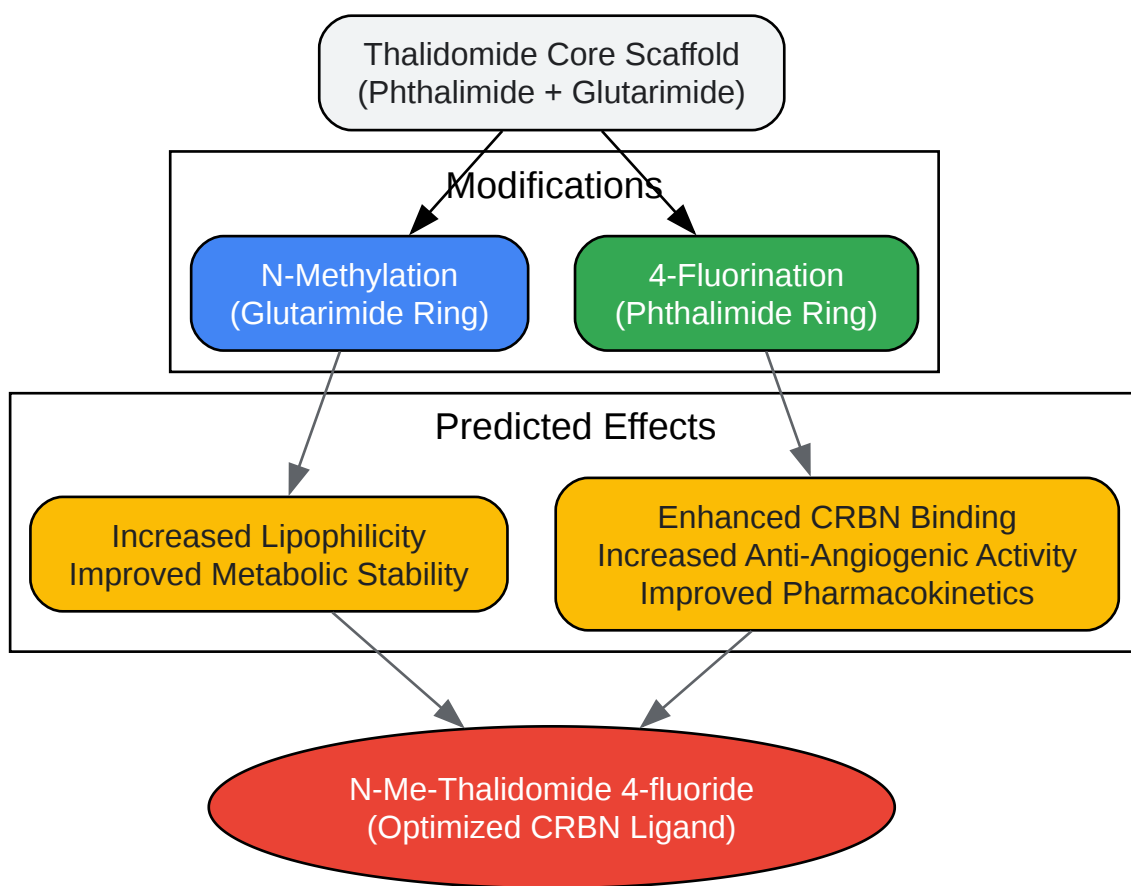 Thalidomide Core Scaffold
(Phthalimide + Glutarimide)
Modifications
N-Methylation
(Glutarimide Ring)
4-Fluorination
(Phthalimide Ring)
Predicted Effects
Increased Lipophilicity
Improved Metabolic Stability
Enhanced CRBN Binding
Increased Anti-Angiogenic Activity
Improved Pharmacokinetics
N-Me-Thalidomide 4-fluoride
(Optimized CRBN Ligand)